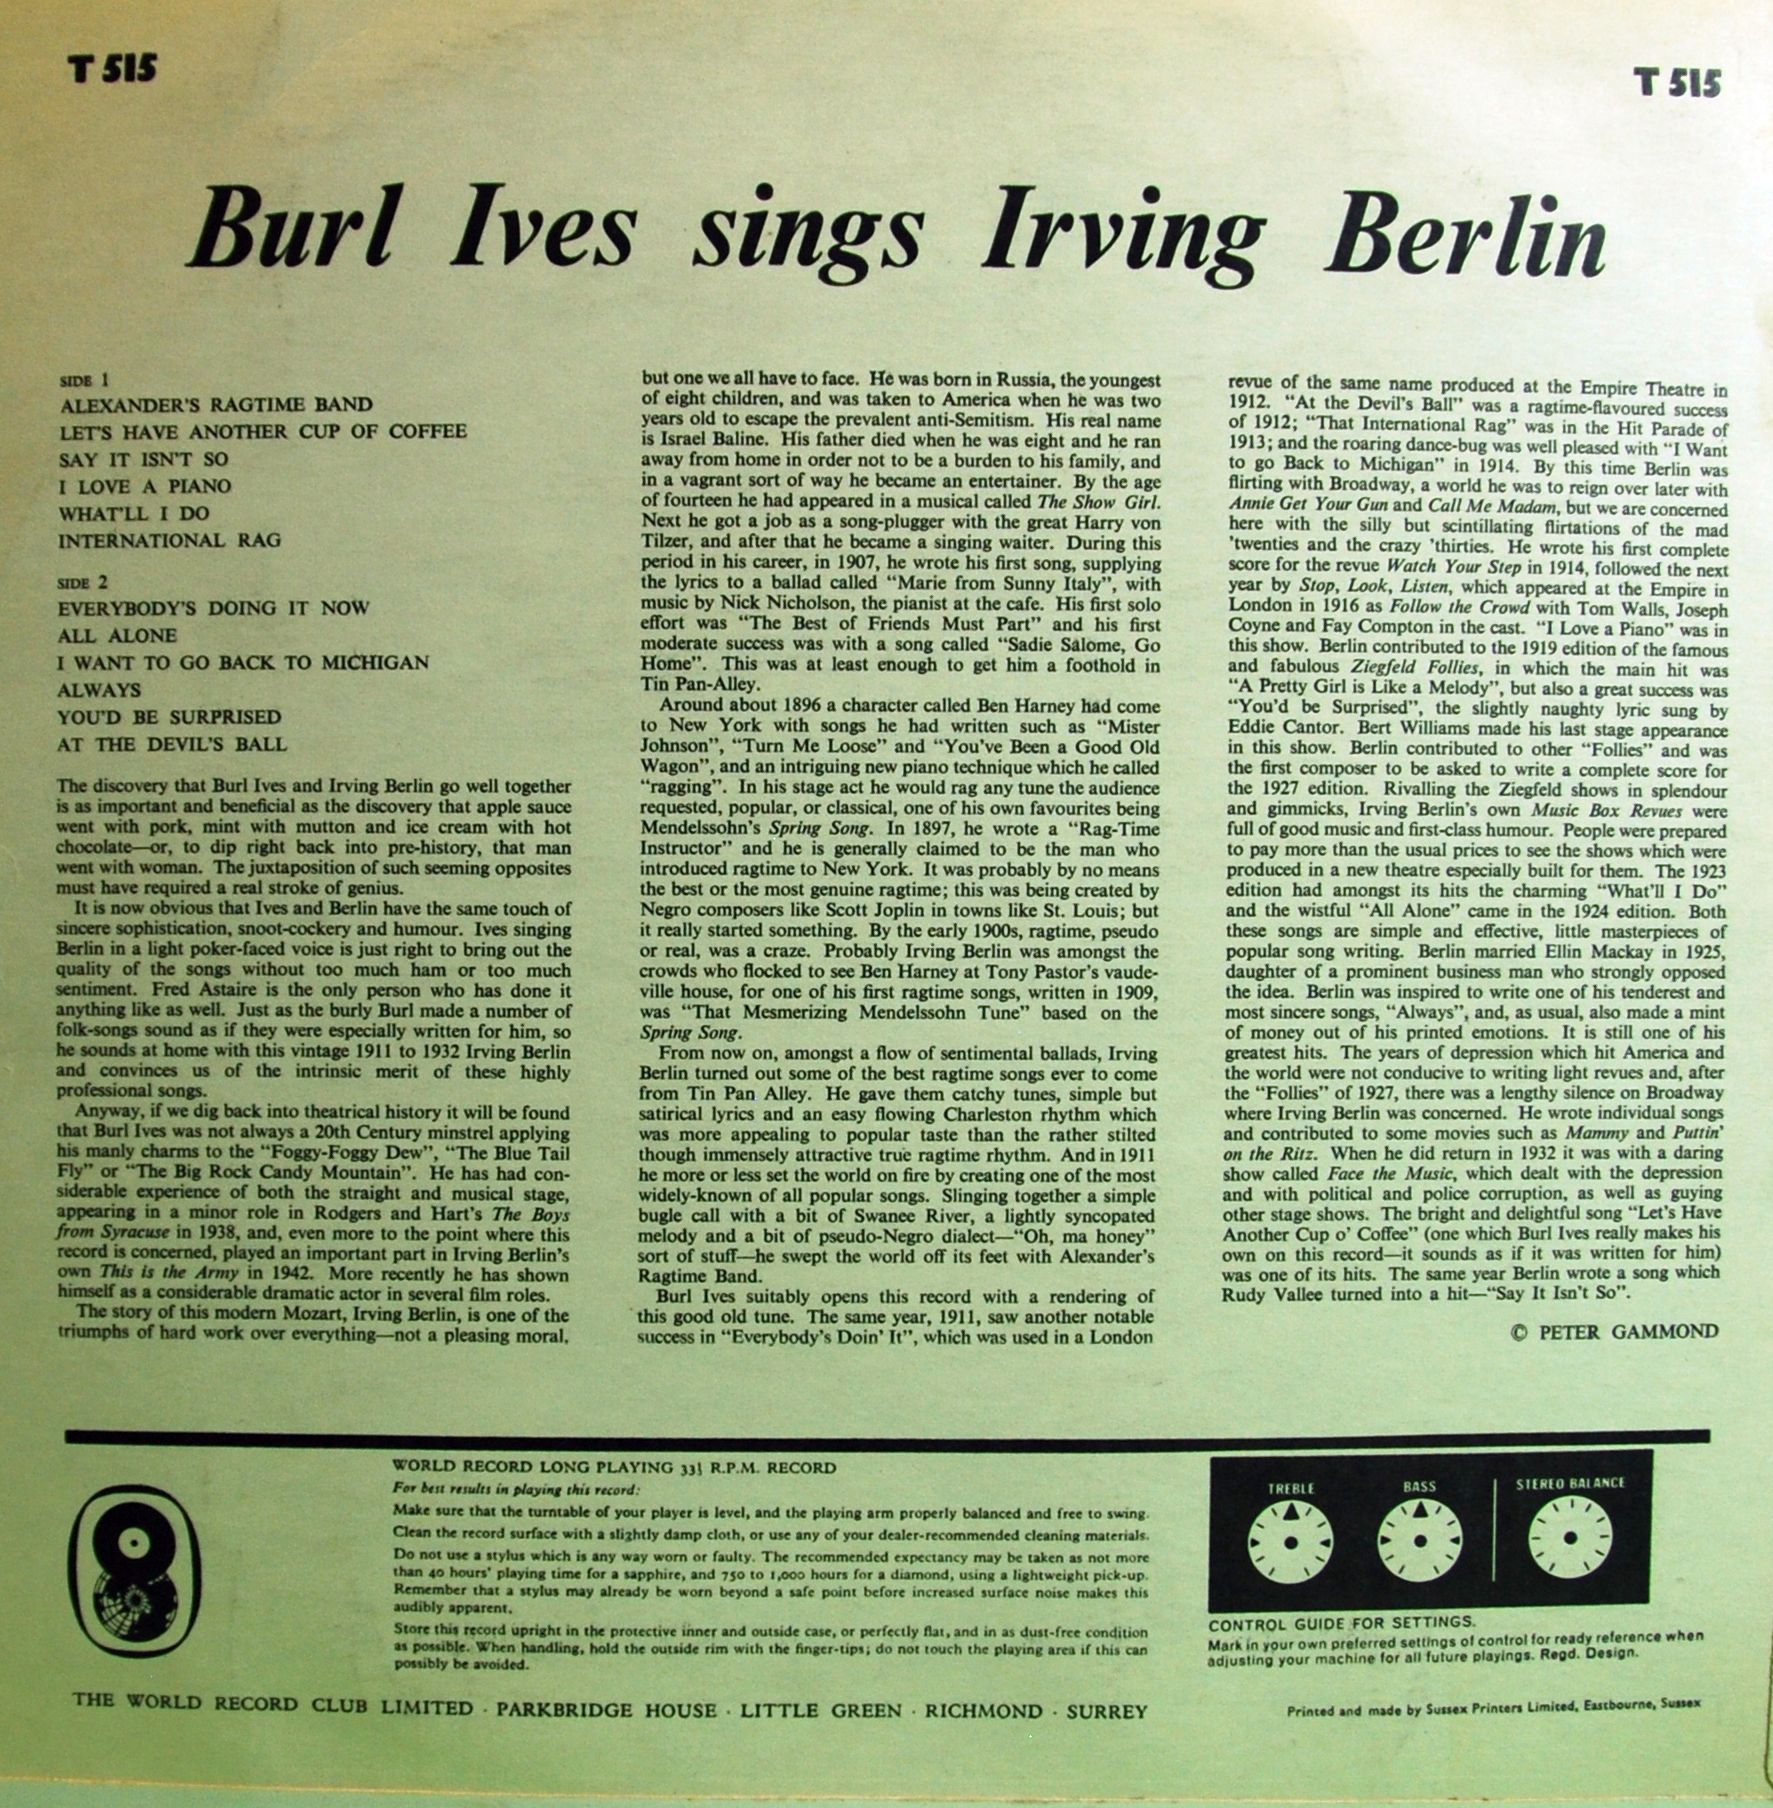 T 515
T 515
Burl Ives sings Irving Berlin
SIDE 1
ALEXANDER'S RAGTIME BAND
LET'S HAVE ANOTHER CUP OF COFFEE
SAY IT ISN'T SO
I LOVE A PIANO
WHAT'LL I DO
INTERNATIONAL RAG
SIDE 2
EVERYBODY'S DOING IT NOW
ALL ALONE
I WANT TO GO BACK TO MICHIGAN
ALWAYS
YOU'D BE SURPRISED
AT THE DEVIL'S BALL
The discovery that Burl Ives and Irving Berlin go well together
is as important and beneficial as the discovery that apple sauce
went with pork, mint with mutton and ice cream with hot
chocolate—or, to dip right back into pre-history, that man
went with woman. The juxtaposition of such seeming opposites
must have required a real stroke of genius.
It is now obvious that Ives and Berlin have the same touch of
sincere sophistication, snoot-cockery and humour. Ives singing
Berlin in a light poker-faced voice is just right to bring out the
quality of the songs without too much ham or too much
sentiment. Fred Astaire is the only person who has done it
anything like as well. Just as the burly Burl made a number of
folk-songs sound as if they were especially written for him, so
he sounds at home with this vintage 1911 to 1932 Irving Berlin
and convinces us of the intrinsic merit of these highly
professional songs.
Anyway, if we dig back into theatrical history it will be found
that Burl Ives was not always a 20th Century minstrel applying
his manly charms to the "Foggy-Foggy Dew", "The Blue Tail
Fly" or "The Big Rock Candy Mountain". He has had con-
siderable experience of both the straight and musical stage,
appearing in a minor role in Rodgers and Hart's The Boys
from Syracuse in 1938, and, even more to the point where this
record is concerned, played an important part in Irving Berlin's
own This is the Army in 1942. More recently he has shown
himself as a considerable dramatic actor in several film roles.
The story of this modern Mozart, Irving Berlin, is one of the
triumphs of hard work over everything—not a pleasing moral,
but one we all have to face. He was born in Russia, the youngest
of eight children, and was taken to America when he was two
years old to escape the prevalent anti-Semitism. His real name
is Israel Baline. His father died when he was eight and he ran
away from home in order not to be a burden to his family, and
in a vagrant sort of way he became an entertainer. By the age
of fourteen he had appeared in a musical called The Show Girl.
Next he got a job as a song-plugger with the great Harry von
Tilzer, and after that he became a singing waiter. During this
period in his career, in 1907, he wrote his first song, supplying
the lyrics to a ballad called "Marie from Sunny Italy", with
music by Nick Nicholson, the pianist at the cafe. His first solo
effort was "The Best of Friends Must Part" and his first
moderate success was with a song called "Sadie Salome, Go
Home". This was at least enough to get him a foothold in
Tin Pan-Alley.
Around about 1896 a character called Ben Harney had come
to New York with songs he had written such as "Mister
Johnson", "Turn Me Loose" and "You've Been a Good Old
Wagon", and an intriguing new piano technique which he called
"ragging". In his stage act he would rag any tune the audience
requested, popular, or classical, one of his own favourites being
Mendelssohn's Spring Song. In 1897, he wrote a "Rag-Time
Instructor" and he is generally claimed to be the man who
introduced ragtime to New York. It was probably by no means
the best or the most genuine ragtime; this was being created by
Negro composers like Scott Joplin in towns like St. Louis; but
it really started something. By the early 1900s, ragtime, pseudo
or real, was a craze. Probably Irving Berlin was amongst the
crowds who flocked to see Ben Harney at Tony Pastor's vaude-
ville house, for one of his first ragtime songs, written in 1909,
was "That Mesmerizing Mendelssohn Tune" based on the
Spring Song.
From now on, amongst a flow of sentimental ballads, Irving
Berlin turned out some of the best ragtime songs ever to come
from Tin Pan Alley. He gave them catchy tunes, simple but
satirical lyrics and an easy flowing Charleston rhythm which
was more appealing to popular taste than the rather stilted
though immensely attractive true ragtime rhythm. And in 1911
he more or less set the world on fire by creating one of the most
widely-known of all popular songs. Slinging together a simple
bugle call with a bit of Swanee River, a lightly syncopated
melody and a bit of pseudo-Negro dialect—"Oh, ma honey"
sort of stuff—he swept the world off its feet with Alexander's
Ragtime Band.
Burl Ives suitably opens this record with a rendering of
this good old tune. The same year, 1911, saw another notable
success in "Everybody's Doin' It", which was used in a London
revue of the same name produced at the Empire Theatre in
1912. "At the Devil's Ball" was a ragtime-flavoured success
of 1912; "That International Rag" was in the Hit Parade of
1913; and the roaring dance-bug was well pleased with "I Want
to go Back to Michigan" in 1914. By this time Berlin was
flirting with Broadway, a world he was to reign over later with
Annie Get Your Gun and Call Me Madam, but we are concerned
here with the silly but scintillating flirtations of the mad
'twenties and the crazy 'thirties. He wrote his first complete
score for the revue Watch Your Step in 1914, followed the next
year by Stop, Look, Listen, which appeared at the Empire in
London in 1916 as Follow the Crowd with Tom Walls, Joseph
Coyne and Fay Compton in the cast. "I Love a Piano" was in
this show. Berlin contributed to the 1919 edition of the famous
and fabulous Ziegfeld Follies, in which the main hit was
"A Pretty Girl is Like a Melody", but also a great success was
"You'd be Surprised", the slightly naughty lyric sung by
Eddie Cantor. Bert Williams made his last stage appearance
in this show. Berlin contributed to other "Follies" and was
the first composer to be asked to write a complete score for
the 1927 edition. Rivalling the Ziegfeld shows in splendour
and gimmicks, Irving Berlin's own Music Box Revues were
full of good music and first-class humour. People were prepared
to pay more than the usual prices to see the shows which were
produced in a new theatre especially built for them. The 1923
edition had amongst its hits the charming "What'll I Do"
and the wistful "All Alone" came in the 1924 edition. Both
these songs are simple and effective, little masterpieces of
popular song writing. Berlin married Ellin Mackay in 1925,
daughter of a prominent business man who strongly opposed
the idea. Berlin was inspired to write one of his tenderest and
most sincere songs, "Always", and, as usual, also made a mint
of money out of his printed emotions. It is still one of his
greatest hits. The years of depression which hit America and
the world were not conducive to writing light revues and, after
the "Follies" of 1927, there was a lengthy silence on Broadway
where Irving Berlin was concerned. He wrote individual songs
and contributed to some movies such as Mammy and Puttin'
on the Ritz. When he did return in 1932 it was with a daring
show called Face the Music, which dealt with the depression
and with political and police corruption, as well as guying
other stage shows. The bright and delightful song "Let's Have
Another Cup o' Coffee" (one which Burl Ives really makes his
own on this record—it sounds as if it was written for him)
was one of its hits. The same year Berlin wrote a song which
Rudy Vallee turned into a hit—"Say It Isn't So".
© PETER GAMMOND
WORLD RECORD LONG PLAYING 33⅓ R.P.M. RECORD
For best results in playing this record:
Make sure that the turntable of your player is level, and the playing arm properly balanced and free to swing.
Clean the record surface with a slightly damp cloth, or use any of your dealer-recommended cleaning materials.
Do not use a stylus which is any way worn or faulty. The recommended expectancy may be taken as not more
than 40 hours' playing time for a sapphire, and 750 to 1,000 hours for a diamond, using a lightweight pick-up.
Remember that a stylus may already be worn beyond a safe point before increased surface noise makes this
audibly apparent.
Store this record upright in the protective inner and outside case, or perfectly flat, and in as dust-free condition
as possible. When handling, hold the outside rim with the finger-tips; do not touch the playing area if this can
possibly be avoided.
TREBLE
BASS
STEREO BALANCE
CONTROL GUIDE FOR SETTINGS.
Mark in your own preferred settings of control for ready reference when
adjusting your machine for all future playings. Regd. Design.
THE WORLD RECORD CLUB LIMITED · PARKBRIDGE HOUSE · LITTLE GREEN · RICHMOND · SURREY
Printed and made by Sussex Printers Limited, Eastbourne, Sussex